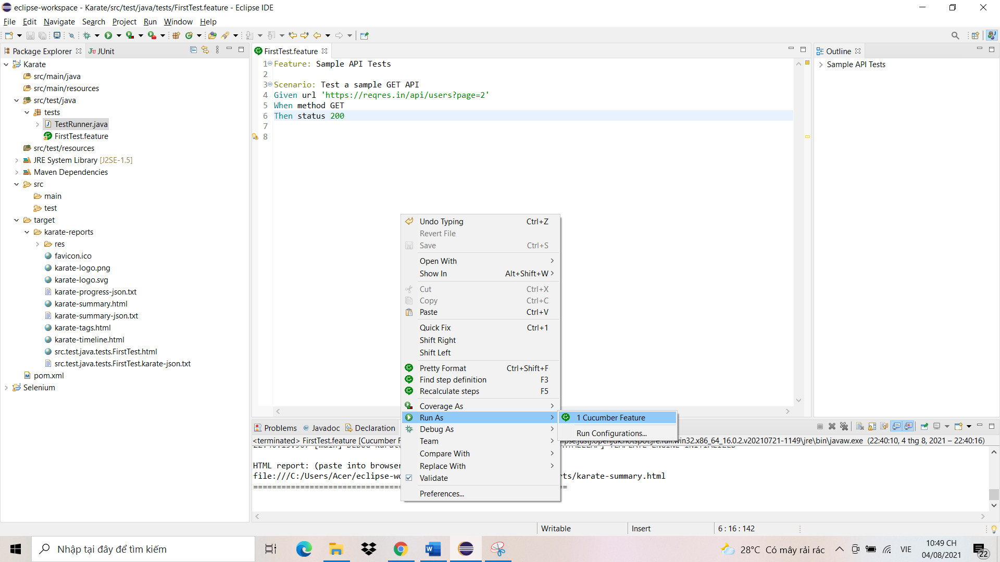 eclipse-workspace - Karate/src/test/java/tests/FirstTest.feature - Eclipse IDE
File Edit Navigate Search Project Run Window Help
Package Explorer
JUnit
Karate
src/main/java
src/main/resources
src/test/java
tests
TestRunner.java
FirstTest.feature
src/test/resources
JRE System Library [J2SE-1.5]
Maven Dependencies
src
main
test
target
karate-reports
res
favicon.ico
karate-logo.png
karate-logo.svg
karate-progress-json.txt
karate-summary.html
karate-summary-json.txt
karate-tags.html
karate-timeline.html
src.test.java.tests.FirstTest.html
src.test.java.tests.FirstTest.karate-json.txt
pom.xml
Selenium
FirstTest.feature
1 Feature: Sample API Tests
2
3 Scenario: Test a sample GET API
4 Given url 'https://reqres.in/api/users?page=2'
5 When method GET
6 Then status 200
7
8
Outline
Sample API Tests
Undo Typing Ctrl+Z
Revert File
Save Ctrl+S
Open With
Show In Alt+Shift+W
Cut Ctrl+X
Copy Ctrl+C
Paste Ctrl+V
Quick Fix Ctrl+1
Shift Right
Shift Left
Pretty Format Ctrl+Shift+F
Find step definition F3
Recalculate steps F5
Coverage As
Run As
Debug As
Team
Compare With
Replace With
Validate
Preferences...
1 Cucumber Feature
Run Configurations...
Problems Javadoc Declaration
<terminated> FirstTest.feature [Cucumber F
.openjdk.hotspot.jre.full.win32.x86_64_16.0.2.v20210721-1149\jre\bin\javaw.exe (22:40:10, 4 thg 8, 2021 – 22:40:16)
HTML report: (paste into browser
file:///C:/Users/Acer/eclipse-wo
ts/karate-summary.html
Writable Insert 6 : 16 : 142
Nhập tại đây để tìm kiếm
28°C Có mây rải rác
VIE
10:49 CH
04/08/2021
22